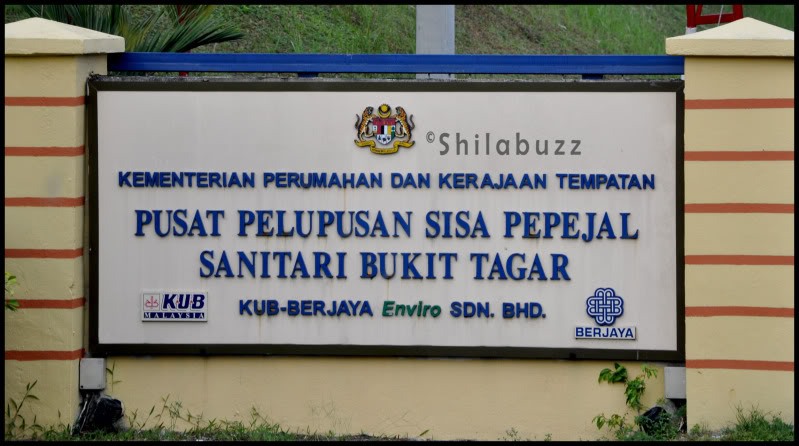 ©Shilabuzz
KEMENTERIAN PERUMAHAN DAN KERAJAAN TEMPATAN
PUSAT PELUPUSAN SISA PEPEJAL
SANITARI BUKIT TAGAR
KUB
MALAYSIA
KUB-BERJAYA Enviro SDN. BHD.
BERJAYA